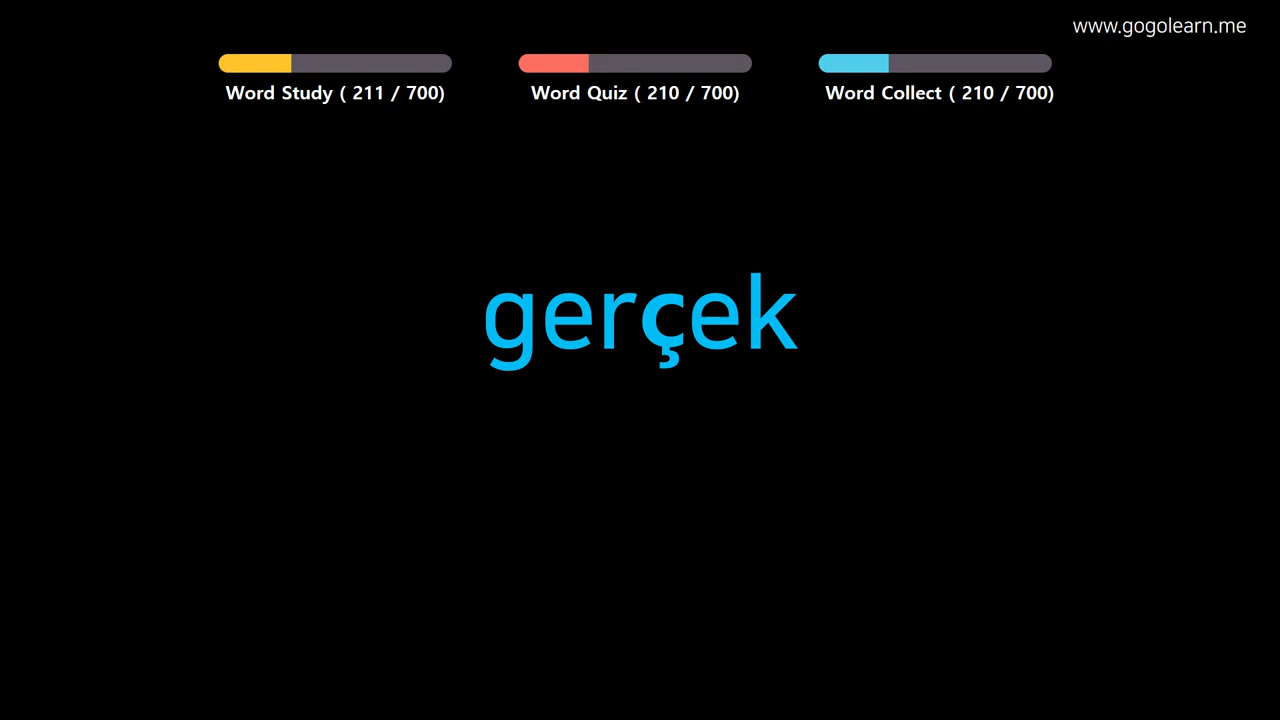 www.gogolearn.me
Word Study ( 211 / 700)
Word Quiz ( 210 / 700)
Word Collect ( 210 / 700)
gerçek